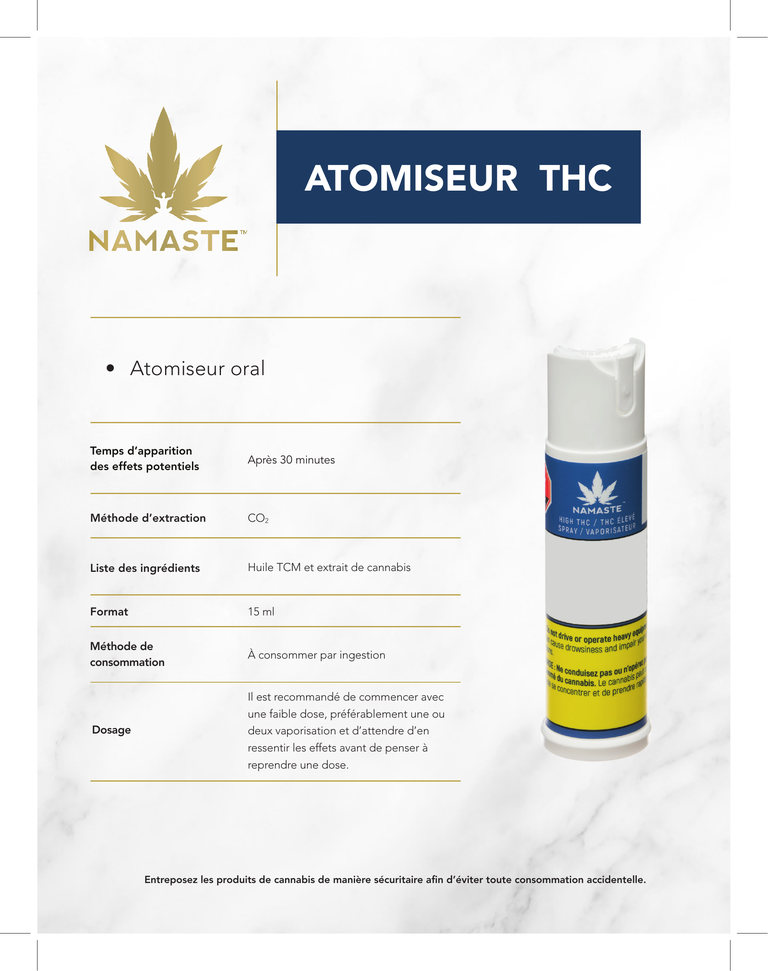 NAMASTE™
ATOMISEUR THC
• Atomiseur oral
Temps d'apparition
des effets potentiels
Après 30 minutes
Méthode d'extraction
CO₂
Liste des ingrédients
Huile TCM et extrait de cannabis
Format
15 ml
Méthode de
consommation
À consommer par ingestion
Dosage
Il est recommandé de commencer avec
une faible dose, préférablement une ou
deux vaporisation et d'attendre d'en
ressentir les effets avant de penser à
reprendre une dose.
NAMASTE
HIGH THC / THC ÉLEVÉ
SPRAY / VAPORISATEUR
not drive or operate heavy
cause drowsiness and impair your
Ne conduisez pas ou n'opérez
du cannabis. Le cannabis peut
se concentrer et de prendre
Entreposez les produits de cannabis de manière sécuritaire afin d'éviter toute consommation accidentelle.